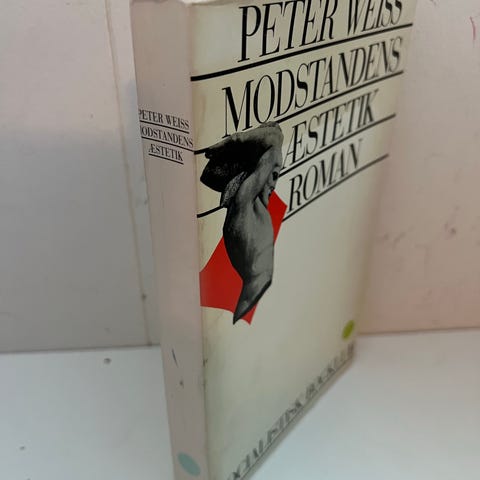 PETER WEISS
MODSTANDENS
ÆSTETIK
ROMAN
PETER WEISS
MODSTANDENS
ÆSTETIK